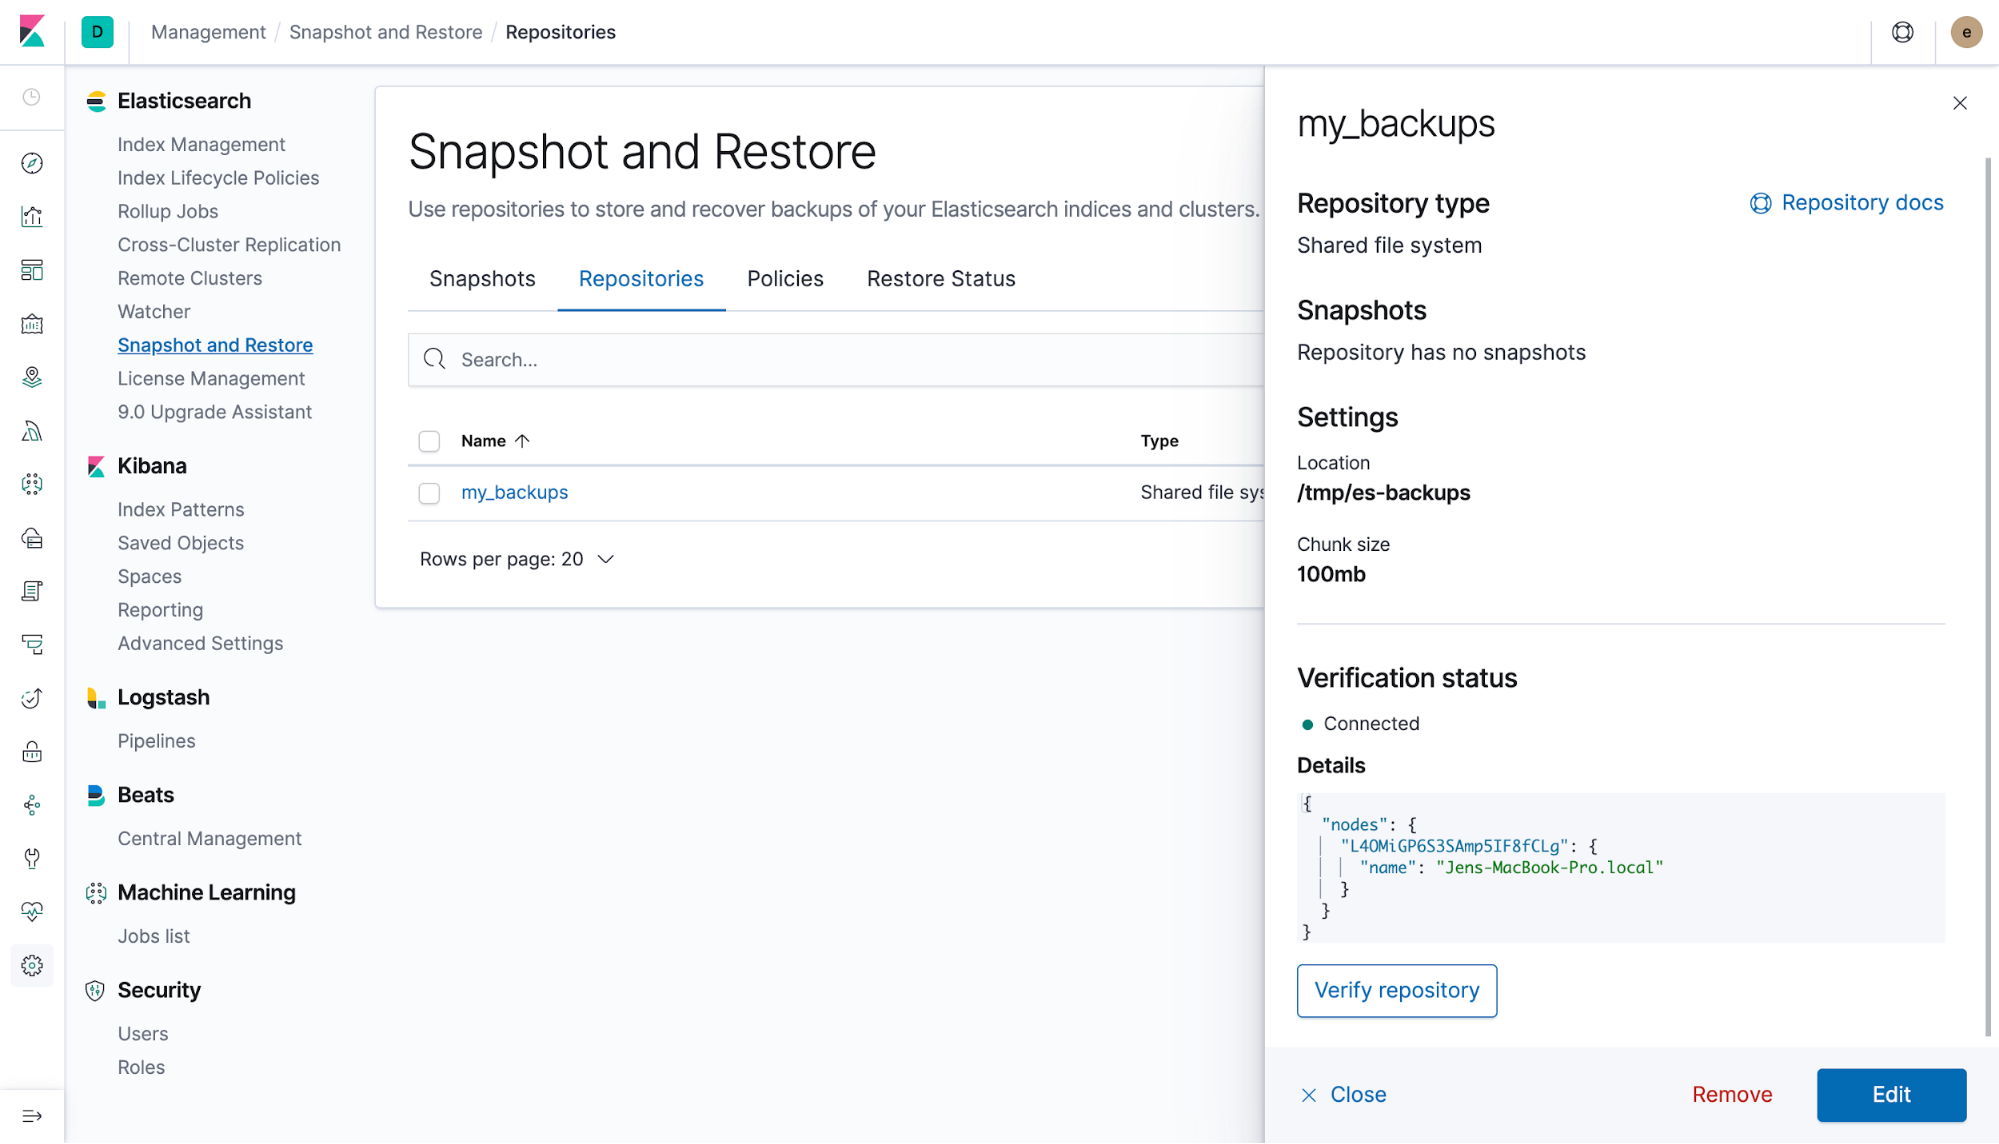 D
Management / Snapshot and Restore / Repositories
e
Elasticsearch
Index Management
Index Lifecycle Policies
Rollup Jobs
Cross-Cluster Replication
Remote Clusters
Watcher
Snapshot and Restore
License Management
9.0 Upgrade Assistant
Kibana
Index Patterns
Saved Objects
Spaces
Reporting
Advanced Settings
Logstash
Pipelines
Beats
Central Management
Machine Learning
Jobs list
Security
Users
Roles
Snapshot and Restore
Use repositories to store and recover backups of your Elasticsearch indices and clusters.
Snapshots Repositories Policies Restore Status
Search...
Name Type
my_backups Shared file sys
Rows per page: 20
my_backups
Repository type Repository docs
Shared file system
Snapshots
Repository has no snapshots
Settings
Location
/tmp/es-backups
Chunk size
100mb
Verification status
Connected
Details
{
"nodes": {
"L4OMiGP6S3SAmp5IF8fCLg": {
"name": "Jens-MacBook-Pro.local"
}
}
}
Verify repository
Close Remove Edit